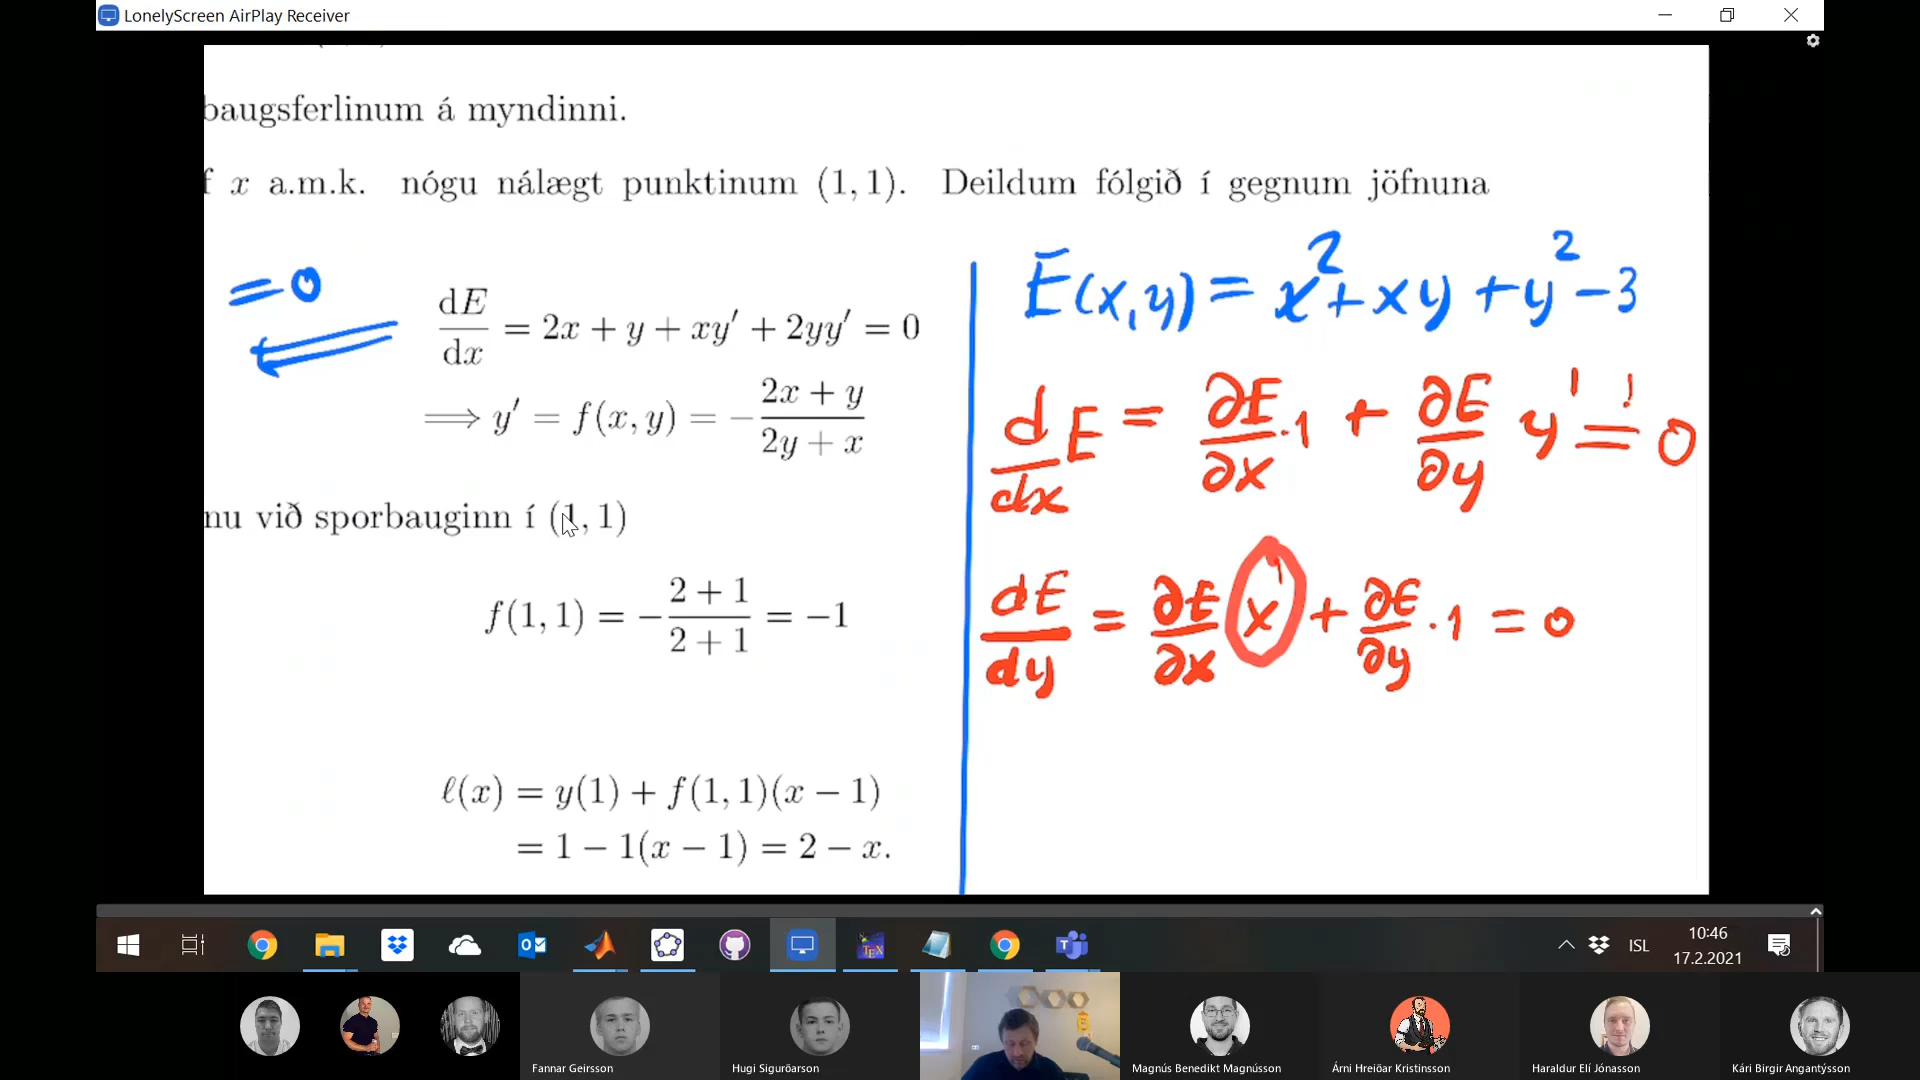 LonelyScreen AirPlay Receiver
baugsferlinum á myndinni.
f x a.m.k. nógu nálægt punktinum (1, 1). Deildum fólgið í gegnum jöfnuna
= 0
dE/dx = 2x + y + xy′ + 2yy′ = 0
⟹ y′ = f(x, y) = −(2x + y)/(2y + x)
nu við sporbauginn í (1, 1)
f(1, 1) = −(2 + 1)/(2 + 1) = −1
ℓ(x) = y(1) + f(1, 1)(x − 1)
= 1 − 1(x − 1) = 2 − x.
E(x,y) = x² + xy + y² − 3
d/dx E = ∂E/∂x · 1 + ∂E/∂y y' =! 0
dE/dy = ∂E/∂x x' + ∂E/∂y · 1 = 0
ISL
10:46
17.2.2021
Fannar Geirsson
Hugi Sigurðarson
Magnús Benedikt Magnússon
Árni Hreiðar Kristinsson
Haraldur Elí Jónasson
Kári Birgir Angantýsson